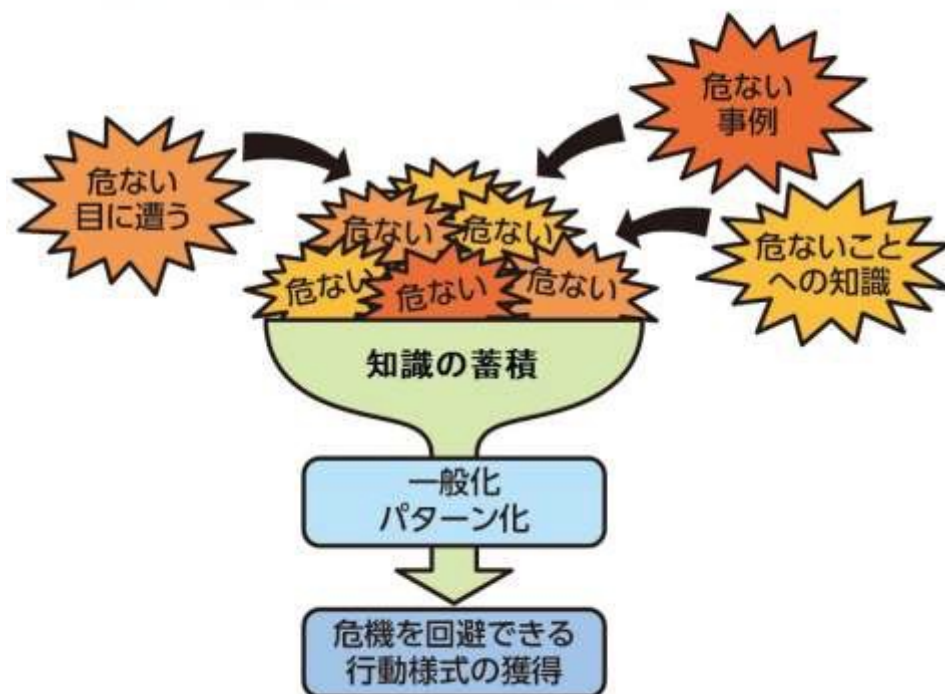 危ない
事例
危ない
目に遭う
危ないこと
への知識
危ない
危ない
危ない
危ない
危ない
知識の蓄積
一般化
パターン化
危機を回避できる
行動様式の獲得